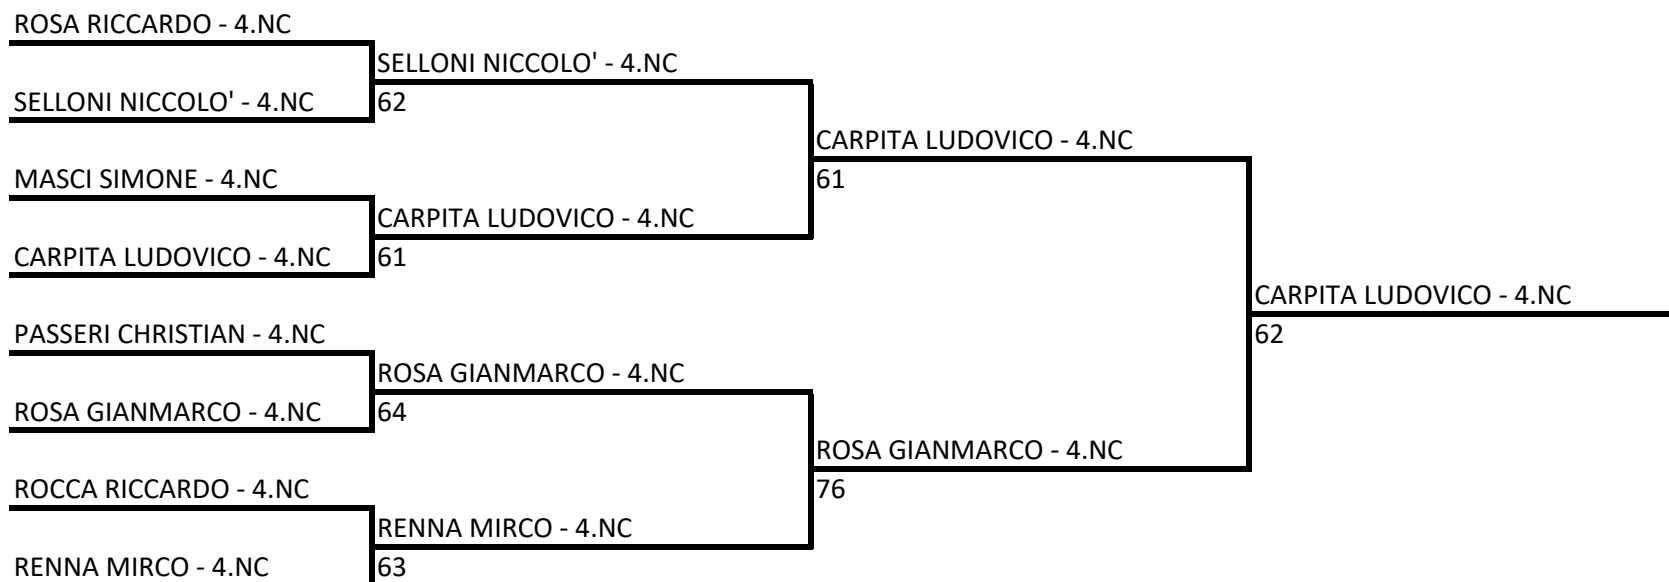 ROSA RICCARDO - 4.NC
SELLONI NICCOLO' - 4.NC
SELLONI NICCOLO' - 4.NC
62
CARPITA LUDOVICO - 4.NC
MASCI SIMONE - 4.NC
61
CARPITA LUDOVICO - 4.NC
CARPITA LUDOVICO - 4.NC
61
CARPITA LUDOVICO - 4.NC
PASSERI CHRISTIAN - 4.NC
62
ROSA GIANMARCO - 4.NC
ROSA GIANMARCO - 4.NC
64
ROSA GIANMARCO - 4.NC
ROCCA RICCARDO - 4.NC
76
RENNA MIRCO - 4.NC
RENNA MIRCO - 4.NC
63